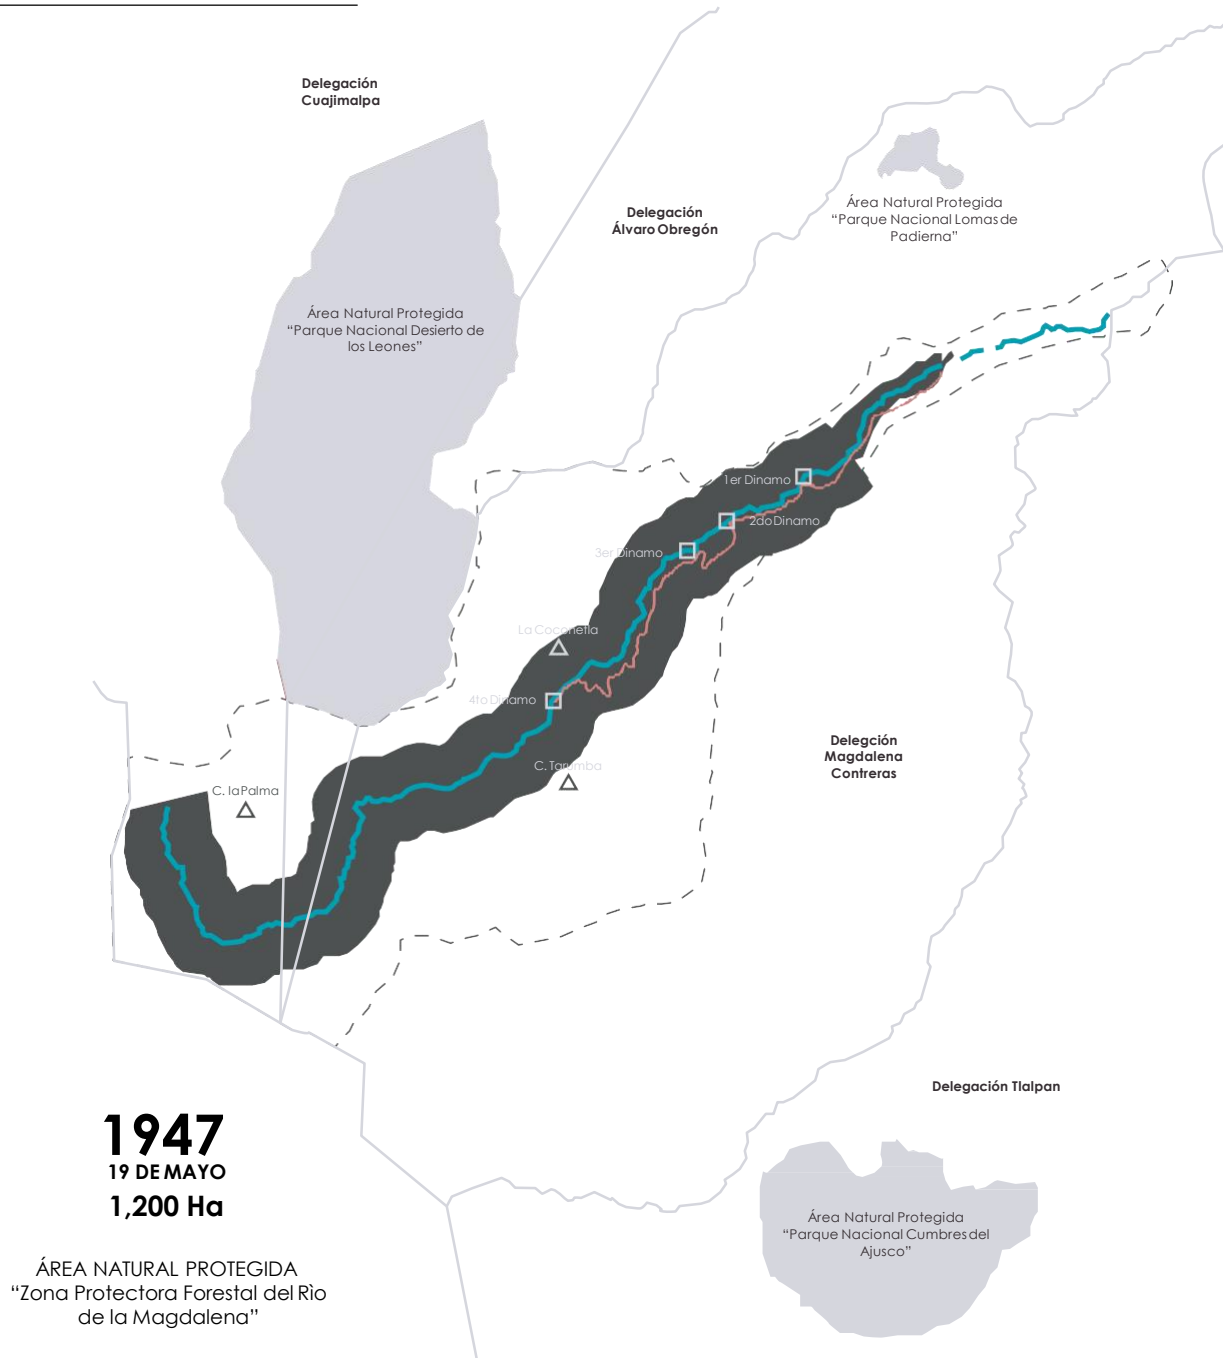 Delegación
Cuajimalpa
Delegación
Álvaro Obregón
Área Natural Protegida
“Parque Nacional Lomas de
Padierna”
Área Natural Protegida
“Parque Nacional Desierto de
los Leones”
1er Dinamo
2do Dinamo
3er Dinamo
La Coconetla
4to Dinamo
C. Tarumba
C. la Palma
Delegción
Magdalena
Contreras
Delegación Tlalpan
1947
19 DE MAYO
1,200 Ha
ÁREA NATURAL PROTEGIDA
“Zona Protectora Forestal del Rìo
de la Magdalena”
Área Natural Protegida
“Parque Nacional Cumbres del
Ajusco”